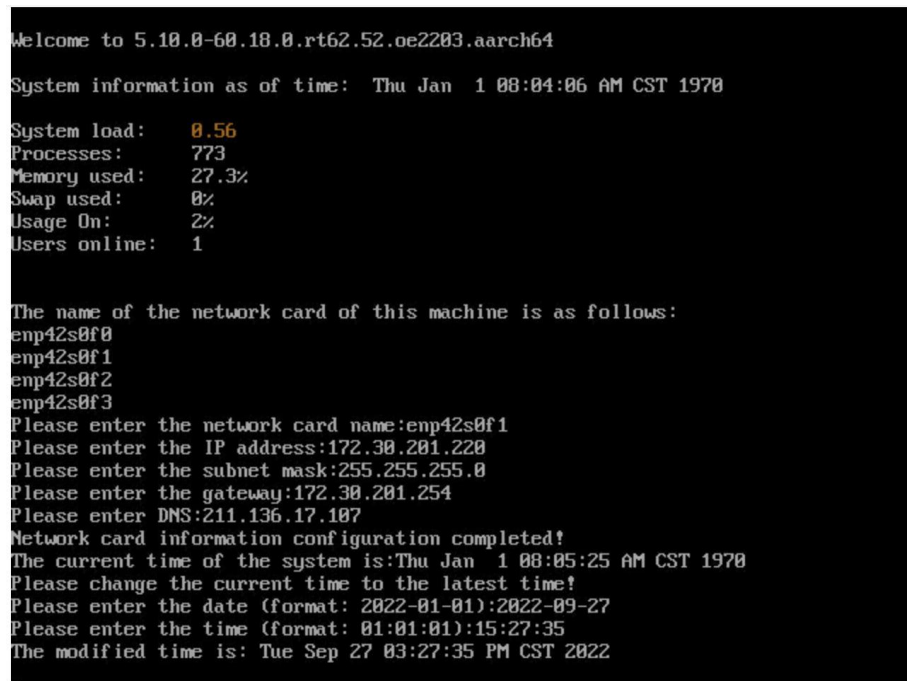 Welcome to 5.10.0-60.18.0.rt62.52.oe2203.aarch64
System information as of time:  Thu Jan  1 08:04:06 AM CST 1970
System load:    0.56
Processes:      773
Memory used:    27.3%
Swap used:      0%
Usage On:       2%
Users online:   1
The name of the network card of this machine is as follows:
enp42s0f0
enp42s0f1
enp42s0f2
enp42s0f3
Please enter the network card name:enp42s0f1
Please enter the IP address:172.30.201.220
Please enter the subnet mask:255.255.255.0
Please enter the gateway:172.30.201.254
Please enter DNS:211.136.17.107
Network card information configuration completed!
The current time of the system is:Thu Jan  1 08:05:25 AM CST 1970
Please change the current time to the latest time!
Please enter the date (format: 2022-01-01):2022-09-27
Please enter the time (format: 01:01:01):15:27:35
The modified time is: Tue Sep 27 03:27:35 PM CST 2022